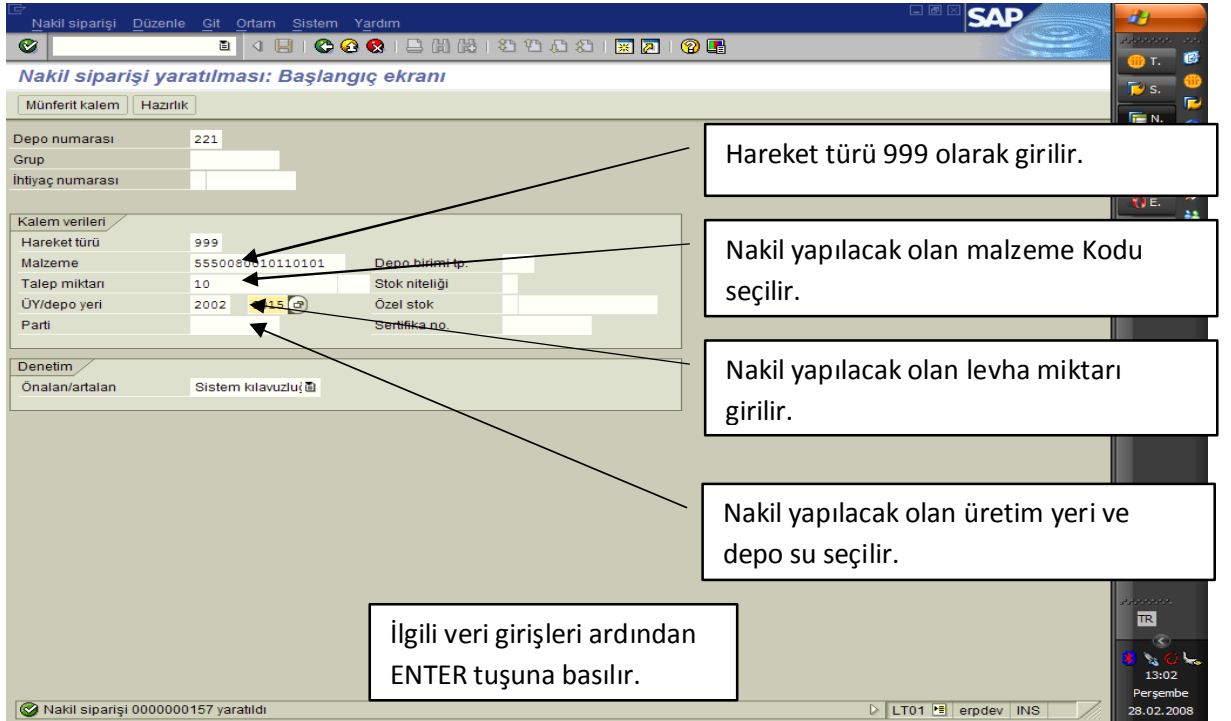 Nakil siparişi Düzenle Git Ortam Sistem Yardım
SAP
Nakil siparişi yaratılması: Başlangıç ekranı
Münferit kalem Hazırlık
Depo numarası 221
Grup
İhtiyaç numarası
Kalem verileri
Hareket türü 999
Malzeme 5550080010110101 Depo birimi tp.
Talep miktarı 10 Stok niteliği
ÜY/depo yeri 2002 Özel stok
Parti Sertifika no.
Denetim
Önalan/artalan Sistem kılavuzluğ
Hareket türü 999 olarak girilir.
Nakil yapılacak olan malzeme Kodu
seçilir.
Nakil yapılacak olan levha miktarı
girilir.
Nakil yapılacak olan üretim yeri ve
depo su seçilir.
İlgili veri girişleri ardından
ENTER tuşuna basılır.
Nakil siparişi 0000000157 yaratıldı
LT01 erpdev INS
T.
S.
N.
E.
TR
13:02
Perşembe
28.02.2008